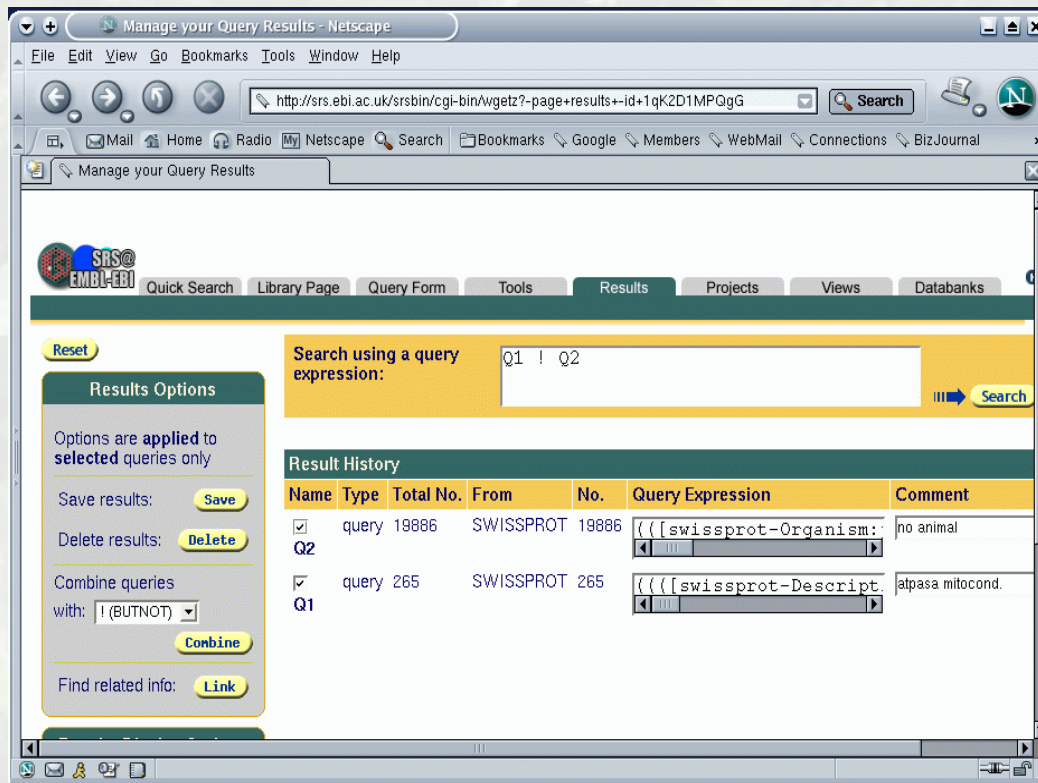 Manage your Query Results - Netscape
File Edit View Go Bookmarks Tools Window Help
http://srs.ebi.ac.uk/srsbin/cgi-bin/wgetz?-page+results+-id+1qK2D1MPQgG Search N
Mail Home Radio My Netscape Search Bookmarks Google Members WebMail Connections BizJournal
Manage your Query Results
SRS@
EMBL-EBI
Quick Search Library Page Query Form Tools Results Projects Views Databanks
Reset
Search using a query
expression:
Q1 ! Q2
Search
Results Options
Options are applied to
selected queries only
Save results: Save
Delete results: Delete
Combine queries
with: ! (BUTNOT)
Combine
Find related info: Link
Result History
Name Type Total No. From No. Query Expression Comment
Q2 query 19886 SWISSPROT 19886 (([swissprot-Organism: no animal
Q1 query 265 SWISSPROT 265 ((([swissprot-Descript. atpasa mitocond.